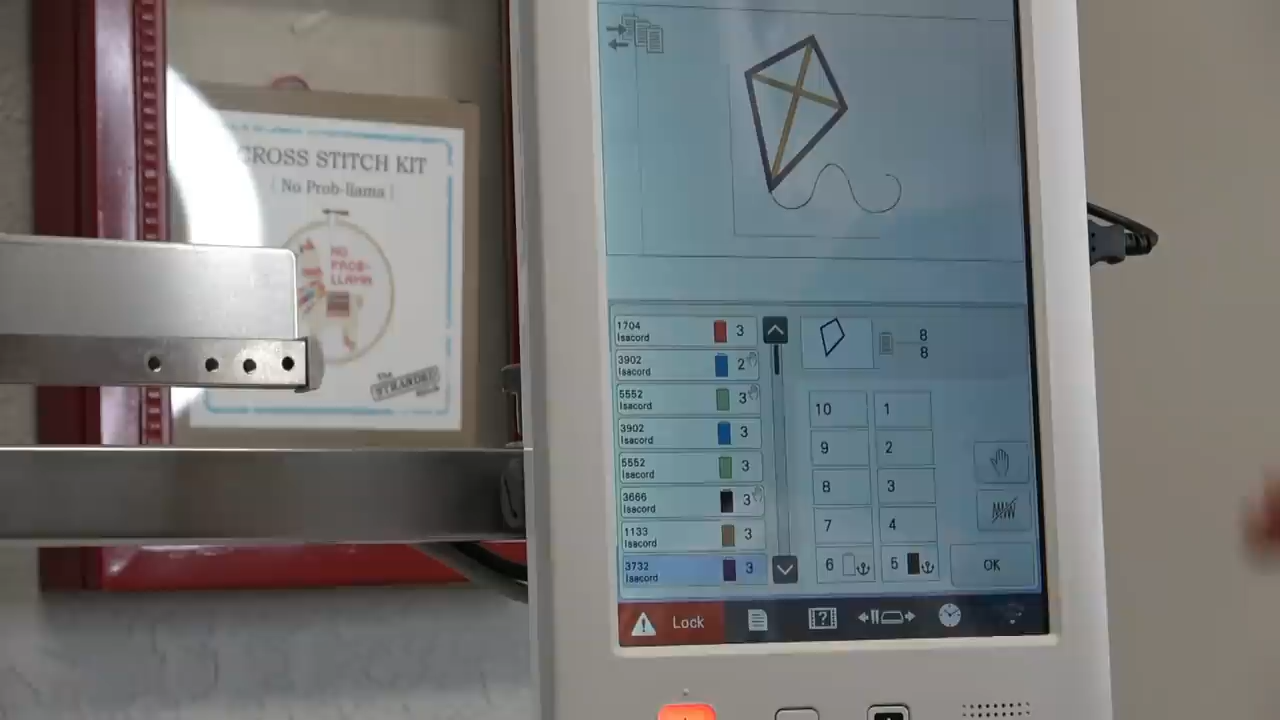 CROSS STITCH KIT
No Prob-llama
NO
PROB-
LLAMA
The
STRANDED
1704
Isacord
3
3902
Isacord
2
5552
Isacord
3
3902
Isacord
3
5552
Isacord
3
3666
Isacord
3
1133
Isacord
3
3732
Isacord
3
8
8
10 1
9 2
8 3
7 4
6 5
OK
Lock